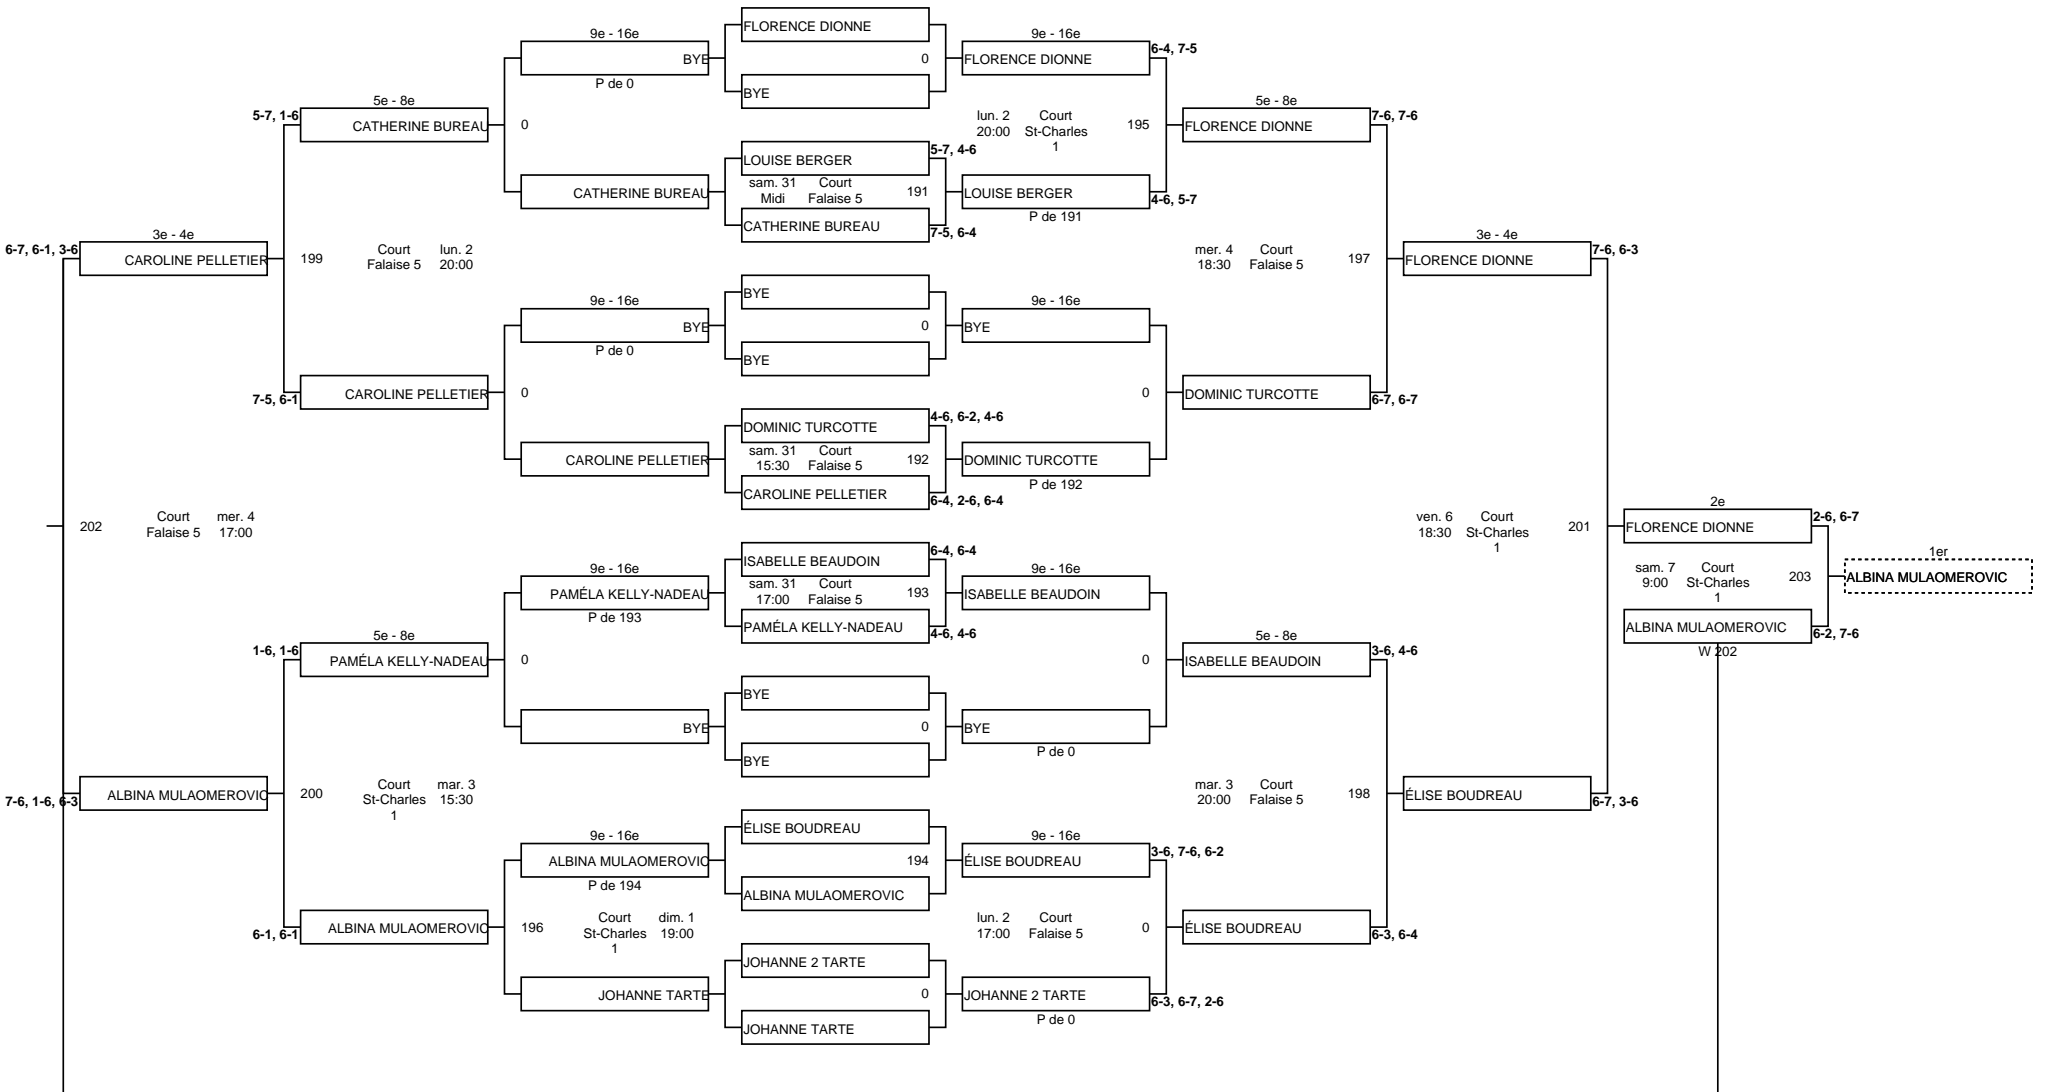 FLORENCE DIONNE
9e - 16e
9e - 16e
6-4, 7-5
BYE
0
FLORENCE DIONNE
P de 0
BYE
5e - 8e
5e - 8e
5-7, 1-6
7-6, 7-6
CATHERINE BUREAU
0
lun. 2 Court
20:00 St-Charles
1
195
FLORENCE DIONNE
LOUISE BERGER
5-7, 4-6
CATHERINE BUREAU
sam. 31 Court
Midi Falaise 5
191
LOUISE BERGER
4-6, 5-7
P de 191
CATHERINE BUREAU
7-5, 6-4
3e - 4e
3e - 4e
6-7, 6-1, 3-6
CAROLINE PELLETIER
199
Court lun. 2
Falaise 5 20:00
mer. 4 Court
18:30 Falaise 5
197
FLORENCE DIONNE
7-6, 6-3
BYE
9e - 16e
9e - 16e
BYE
0
BYE
P de 0
BYE
CAROLINE PELLETIER
7-5, 6-1
0
0
DOMINIC TURCOTTE
6-7, 6-7
DOMINIC TURCOTTE
4-6, 6-2, 4-6
CAROLINE PELLETIER
sam. 31 Court
15:30 Falaise 5
192
DOMINIC TURCOTTE
P de 192
CAROLINE PELLETIER
6-4, 2-6, 6-4
202
Court mer. 4
Falaise 5 17:00
ven. 6 Court
18:30 St-Charles
1
201
2e
FLORENCE DIONNE
2-6, 6-7
1er
sam. 7 Court
9:00 St-Charles
1
203
ALBINA MULAOMEROVIC
ALBINA MULAOMEROVIC
6-2, 7-6
W 202
ISABELLE BEAUDOIN
6-4, 6-4
9e - 16e
9e - 16e
PAMÉLA KELLY-NADEAU
sam. 31 Court
17:00 Falaise 5
193
ISABELLE BEAUDOIN
P de 193
PAMÉLA KELLY-NADEAU
4-6, 4-6
5e - 8e
5e - 8e
1-6, 1-6
PAMÉLA KELLY-NADEAU
0
0
ISABELLE BEAUDOIN
3-6, 4-6
BYE
BYE
0
BYE
P de 0
BYE
7-6, 1-6, 6-3
ALBINA MULAOMEROVIC
200
Court mar. 3
St-Charles 15:30
1
mar. 3 Court
20:00 Falaise 5
198
ÉLISE BOUDREAU
6-7, 3-6
ÉLISE BOUDREAU
9e - 16e
9e - 16e
3-6, 7-6, 6-2
ALBINA MULAOMEROVIC
194
ÉLISE BOUDREAU
P de 194
ALBINA MULAOMEROVIC
6-1, 6-1
ALBINA MULAOMEROVIC
196
Court dim. 1
St-Charles 19:00
1
lun. 2 Court
17:00 Falaise 5
0
ÉLISE BOUDREAU
6-3, 6-4
JOHANNE 2 TARTE
JOHANNE TARTE
0
JOHANNE 2 TARTE
6-3, 6-7, 2-6
P de 0
JOHANNE TARTE